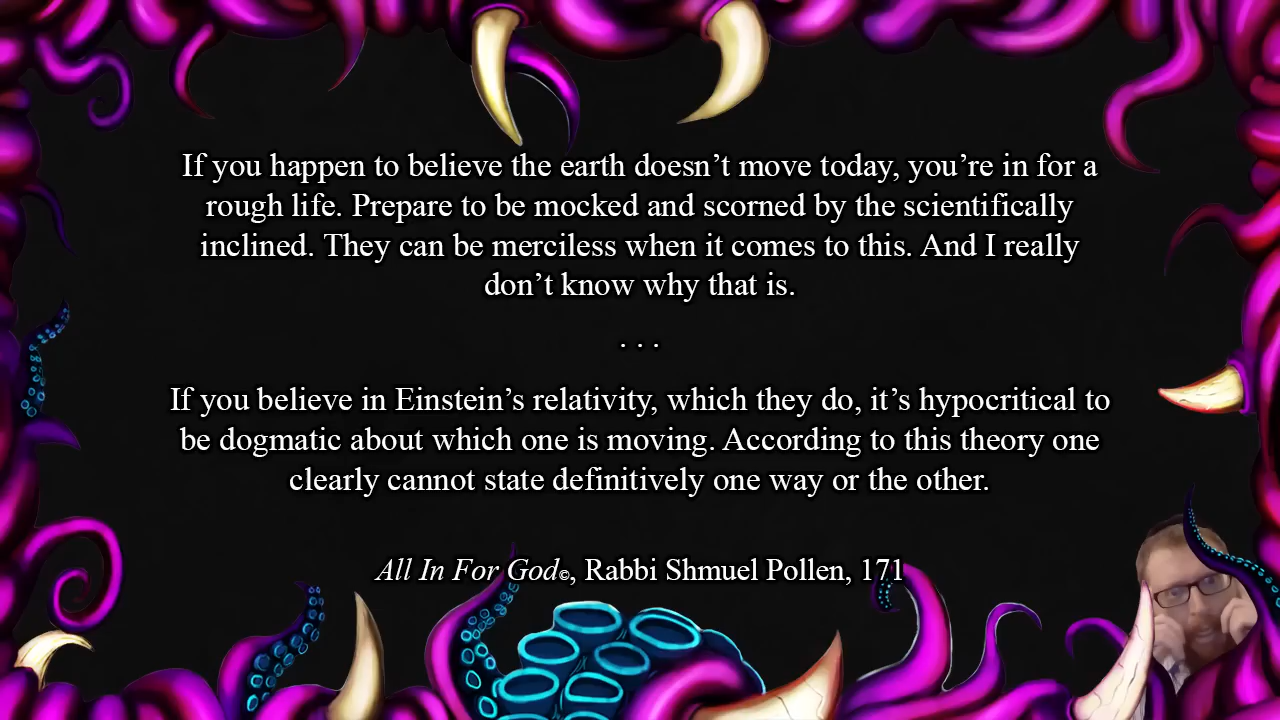 If you happen to believe the earth doesn’t move today, you’re in for a
rough life. Prepare to be mocked and scorned by the scientifically
inclined. They can be merciless when it comes to this. And I really
don’t know why that is.
. . .
If you believe in Einstein’s relativity, which they do, it’s hypocritical to
be dogmatic about which one is moving. According to this theory one
clearly cannot state definitively one way or the other.
All In For God©, Rabbi Shmuel Pollen, 171